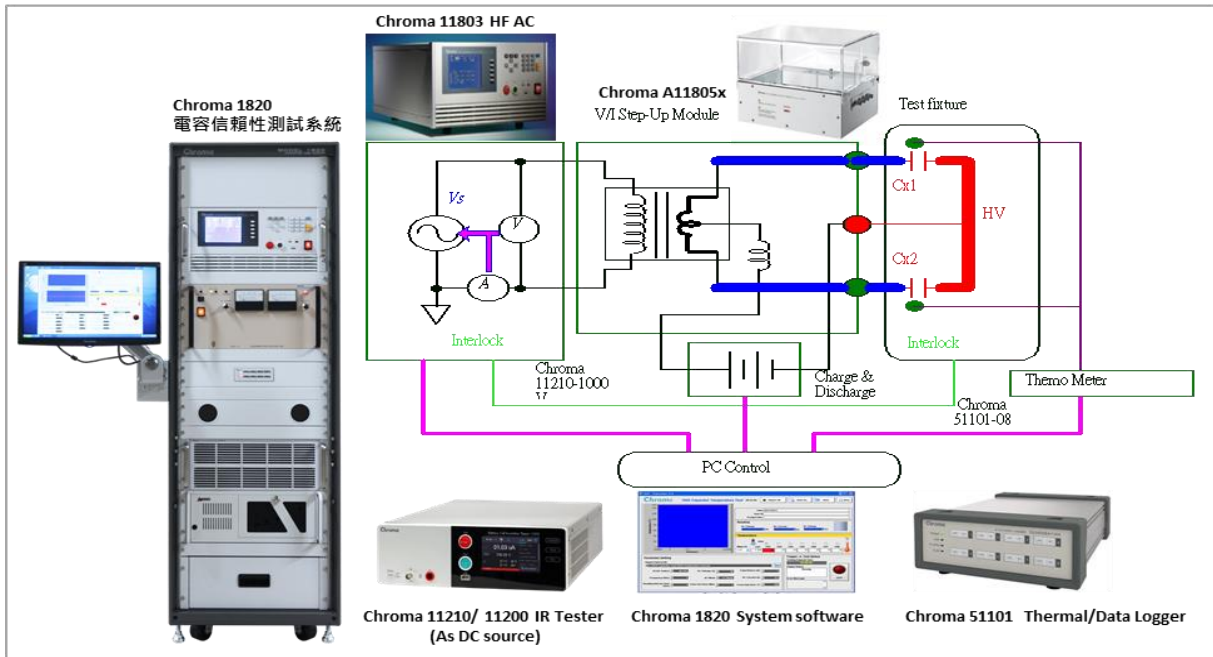 Chroma 11803 HF AC
Chroma 1820
電容信賴性測試系統
Chroma A11805x
V/I Step-Up Module
Test fixture
Vs
V
A
Cx1
HV
Cx2
Interlock
Interlock
Chroma
11210-1000
V
Charge &
Discharge
Chroma
51101-08
Themo Meter
PC Control
Chroma
Chroma 11210/ 11200 IR Tester
(As DC source)
Chroma 1820 System software
Chroma 51101 Thermal/Data Logger